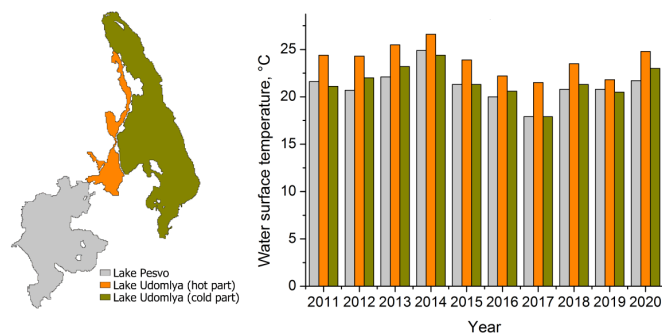 Lake Pesvo
Lake Udomlya (hot part)
Lake Udomlya (cold part)
Water surface temperature, °C
25
20
15
10
5
0
2011 2012 2013 2014 2015 2016 2017 2018 2019 2020
Year